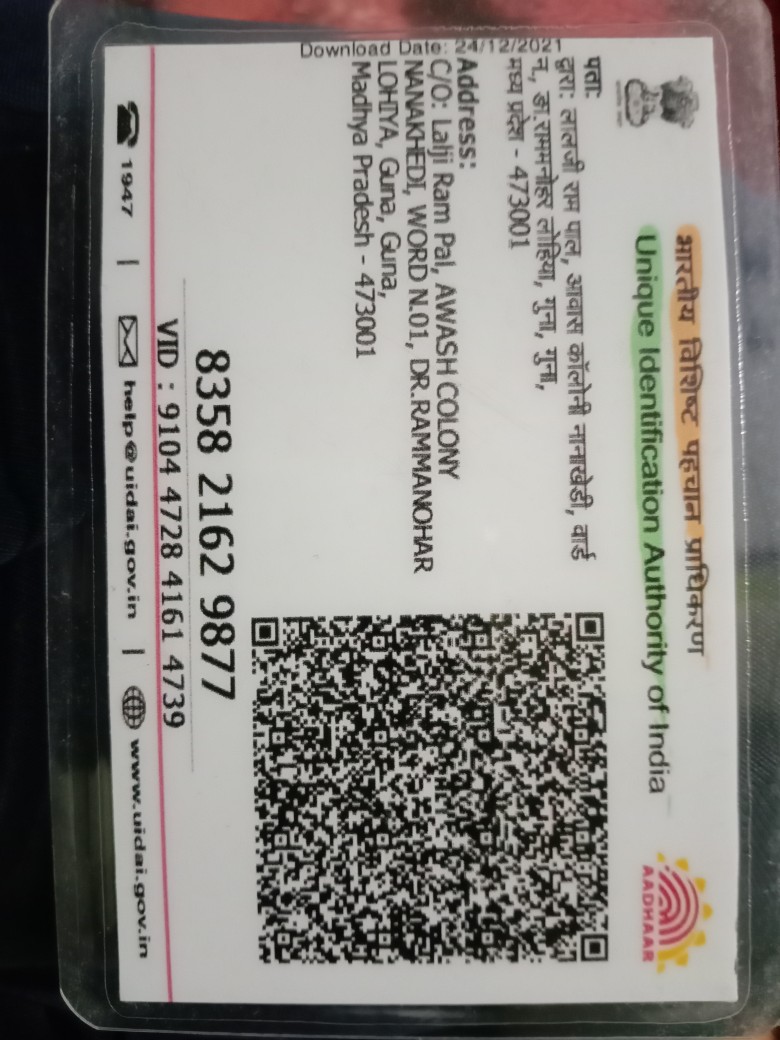 भारतीय विशिष्ट पहचान प्राधिकरण
Unique Identification Authority of India
AADHAAR
पता:
द्वारा: लालजी राम पाल, आवास कॉलोनी नानाखेडी, वार्ड
न, डा.राममनोहर लोहिया, गुना, गुना,
मध्य प्रदेश - 473001
Address:
C/O: Lalji Ram Pal, AWASH COLONY
NANAKHEDI, WORD N.01, DR.RAMMANOHAR
LOHIYA, Guna, Guna,
Madhya Pradesh - 473001
Download Date: 24/12/2021
8358 2162 9877
VID : 9104 4728 4161 4739
1947 | help@uidai.gov.in | www.uidai.gov.in